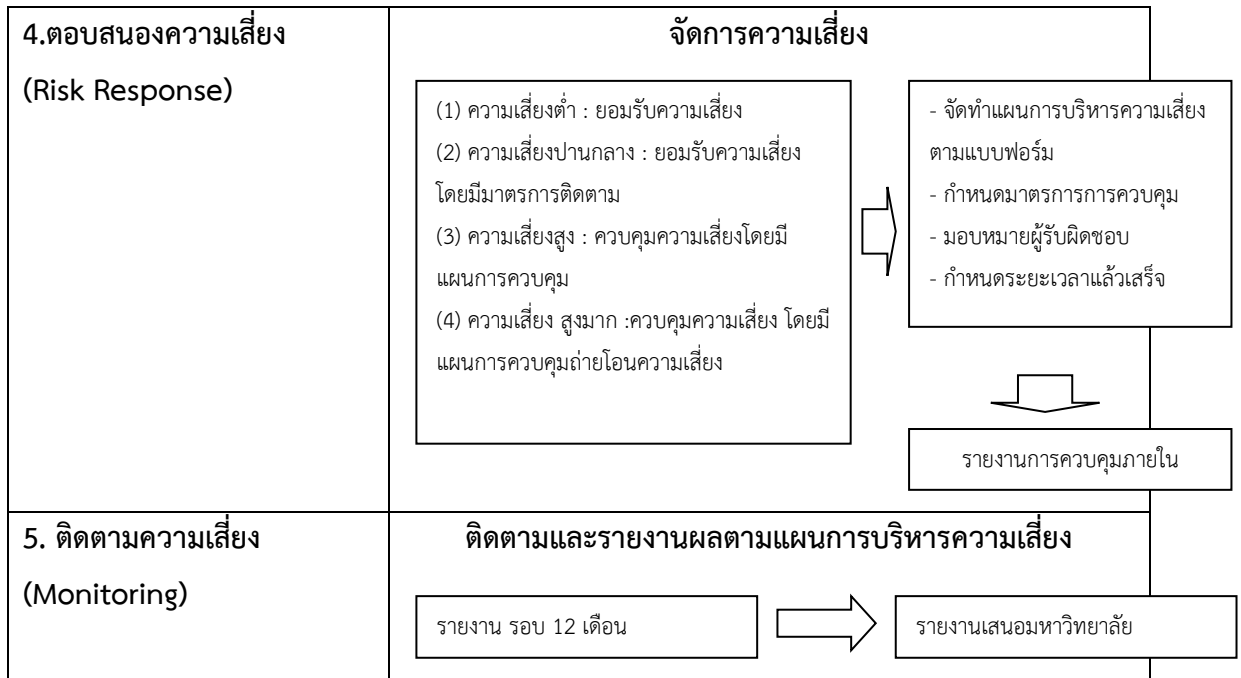 4.ตอบสนองความเสี่ยง
(Risk Response)
จัดการความเสี่ยง
(1) ความเสี่ยงต่ำ : ยอมรับความเสี่ยง
(2) ความเสี่ยงปานกลาง : ยอมรับความเสี่ยง
โดยมีมาตรการติดตาม
(3) ความเสี่ยงสูง : ควบคุมความเสี่ยงโดยมี
แผนการควบคุม
(4) ความเสี่ยง สูงมาก :ควบคุมความเสี่ยง โดยมี
แผนการควบคุมถ่ายโอนความเสี่ยง
- จัดทำแผนการบริหารความเสี่ยง
ตามแบบฟอร์ม
- กำหนดมาตรการการควบคุม
- มอบหมายผู้รับผิดชอบ
- กำหนดระยะเวลาแล้วเสร็จ
รายงานการควบคุมภายใน
5. ติดตามความเสี่ยง
(Monitoring)
ติดตามและรายงานผลตามแผนการบริหารความเสี่ยง
รายงาน รอบ 12 เดือน
รายงานเสนอมหาวิทยาลัย